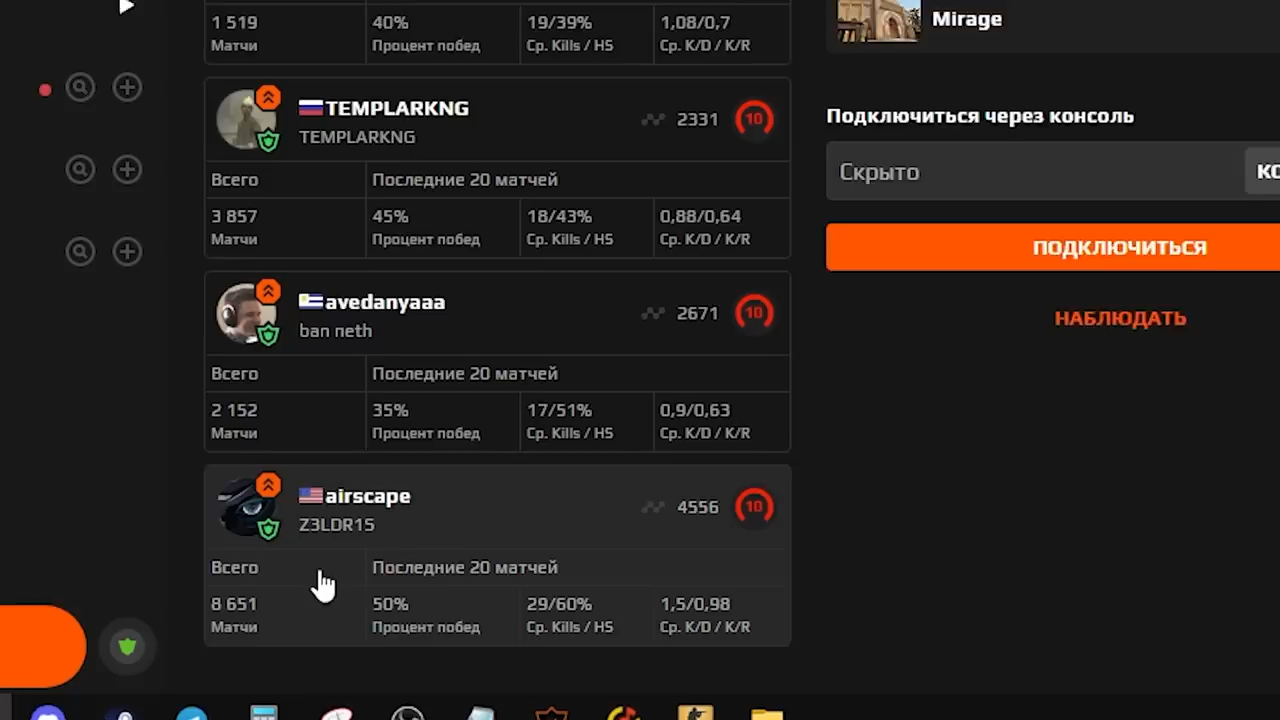 1 519
40%
19/39%
1,08/0,7
Матчи
Процент побед
Ср. Kills / HS
Ср. K/D / K/R
TEMPLARKNG
TEMPLARKNG
2331
10
Всего
Последние 20 матчей
3 857
45%
18/43%
0,88/0,64
Матчи
Процент побед
Ср. Kills / HS
Ср. K/D / K/R
avedanyaaa
ban neth
2671
10
Всего
Последние 20 матчей
2 152
35%
17/51%
0,9/0,63
Матчи
Процент побед
Ср. Kills / HS
Ср. K/D / K/R
airscape
Z3LDR15
4556
10
Всего
Последние 20 матчей
8 651
50%
29/60%
1,5/0,98
Матчи
Процент побед
Ср. Kills / HS
Ср. K/D / K/R
Mirage
Подключиться через консоль
Скрыто
КО
ПОДКЛЮЧИТЬСЯ
НАБЛЮДАТЬ